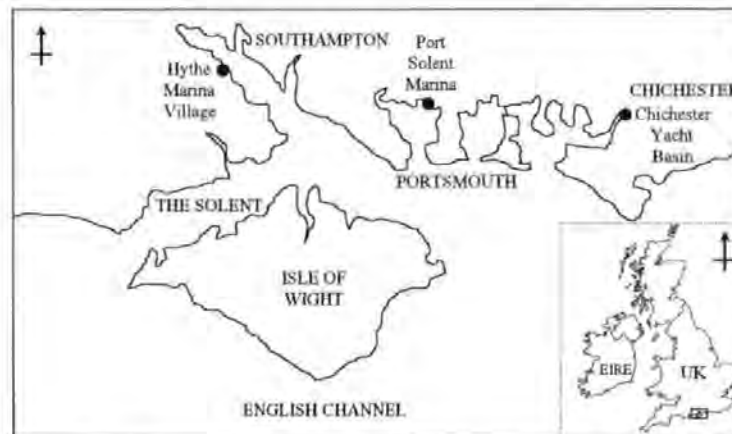 SOUTHAMPTON
Hythe
Marina
Village
Port
Solent
Marina
CHICHESTER
Chichester
Yacht
Basin
PORTSMOUTH
THE SOLENT
ISLE OF
WIGHT
ENGLISH CHANNEL
EIRE
UK